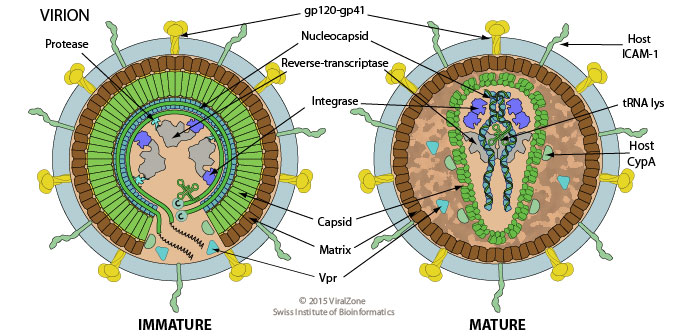 VIRION
gp120-gp41
Protease
Nucleocapsid
Host
ICAM-1
Reverse-transcriptase
Integrase
tRNA lys
Host
CypA
Capsid
Matrix
Vpr
© 2015 ViralZone
Swiss Institute of Bioinformatics
IMMATURE
MATURE